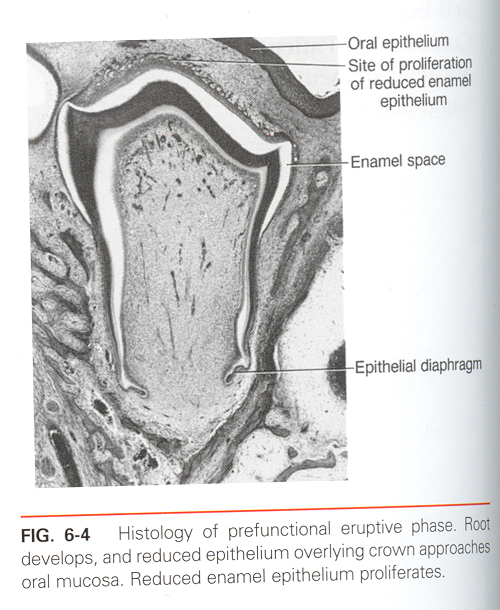 Oral epithelium
Site of proliferation
of reduced enamel
epithelium
Enamel space
Epithelial diaphragm
FIG. 6-4 Histology of prefunctional eruptive phase. Root
develops, and reduced epithelium overlying crown approaches
oral mucosa. Reduced enamel epithelium proliferates.